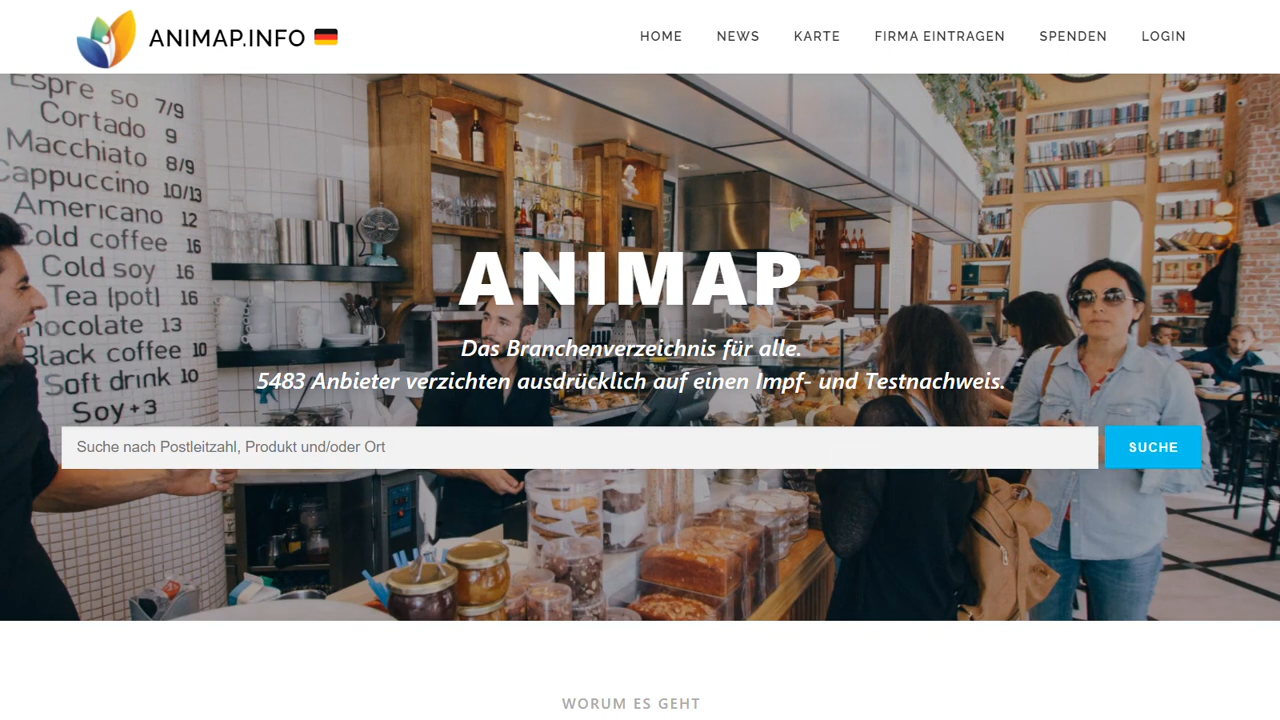 ANIMAP.INFO
HOME NEWS KARTE FIRMA EINTRAGEN SPENDEN LOGIN
Espre so 7/9
Cortado 9
Macchiato 8/9
Cappuccino 10/13
Americano 12
Cold coffee 16
Cold soy 16
Tea (pot) 16
hocolate 13
Black coffee 10
Soft drink 10
Soy+3
ANIMAP
Das Branchenverzeichnis für alle.
5483 Anbieter verzichten ausdrücklich auf einen Impf- und Testnachweis.
Suche nach Postleitzahl, Produkt und/oder Ort
SUCHE
WORUM ES GEHT